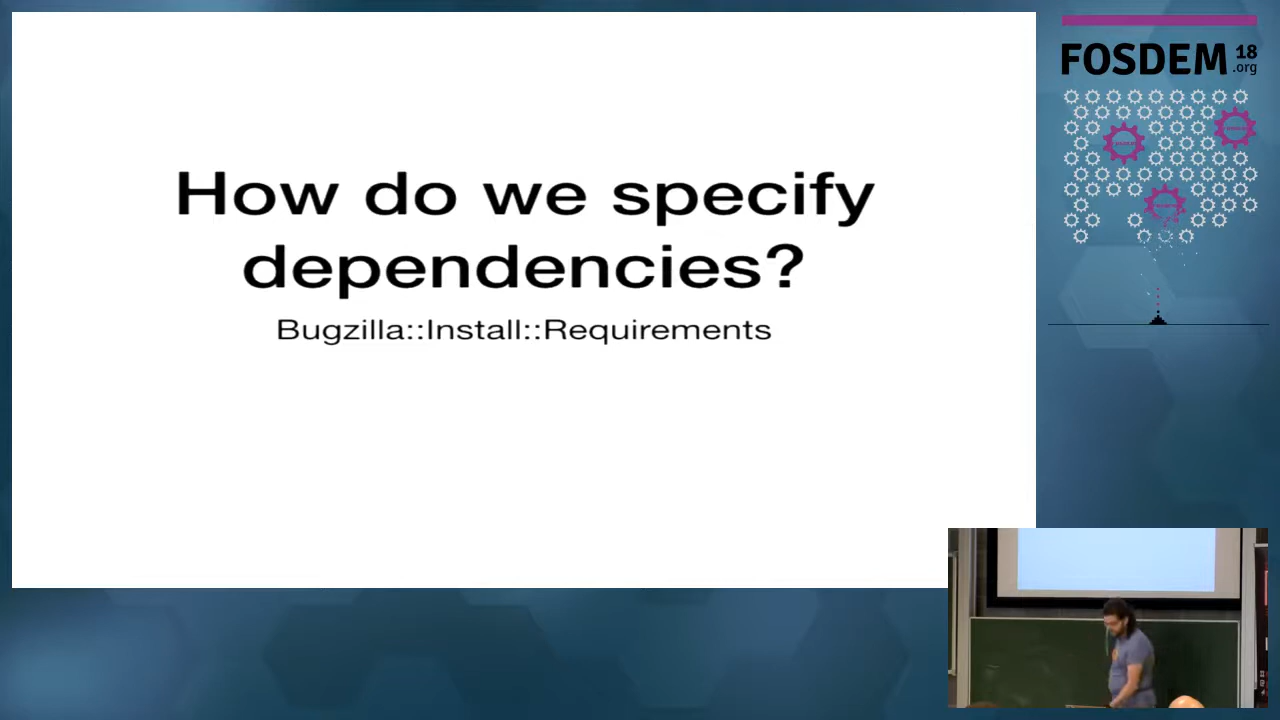 How do we specify
dependencies?
Bugzilla::Install::Requirements
FOSDEM 18
.org